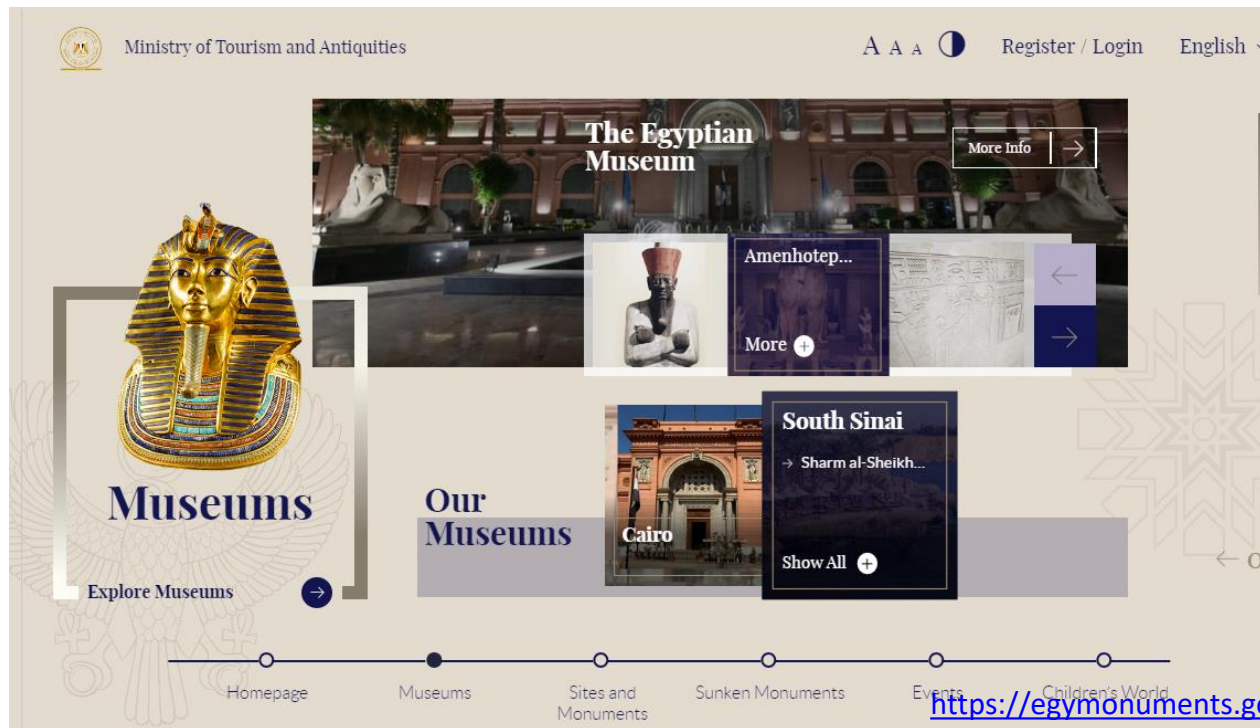 Ministry of Tourism and Antiquities
A A A
Register / Login
English
The Egyptian
Museum
More Info
Amenhotep...
More
Museums
Explore Museums
Our
Museums
Cairo
South Sinai
Sharm al-Sheikh...
Show All
Homepage
Museums
Sites and
Monuments
Sunken Monuments
Events
Children's World
https://egymonuments.g